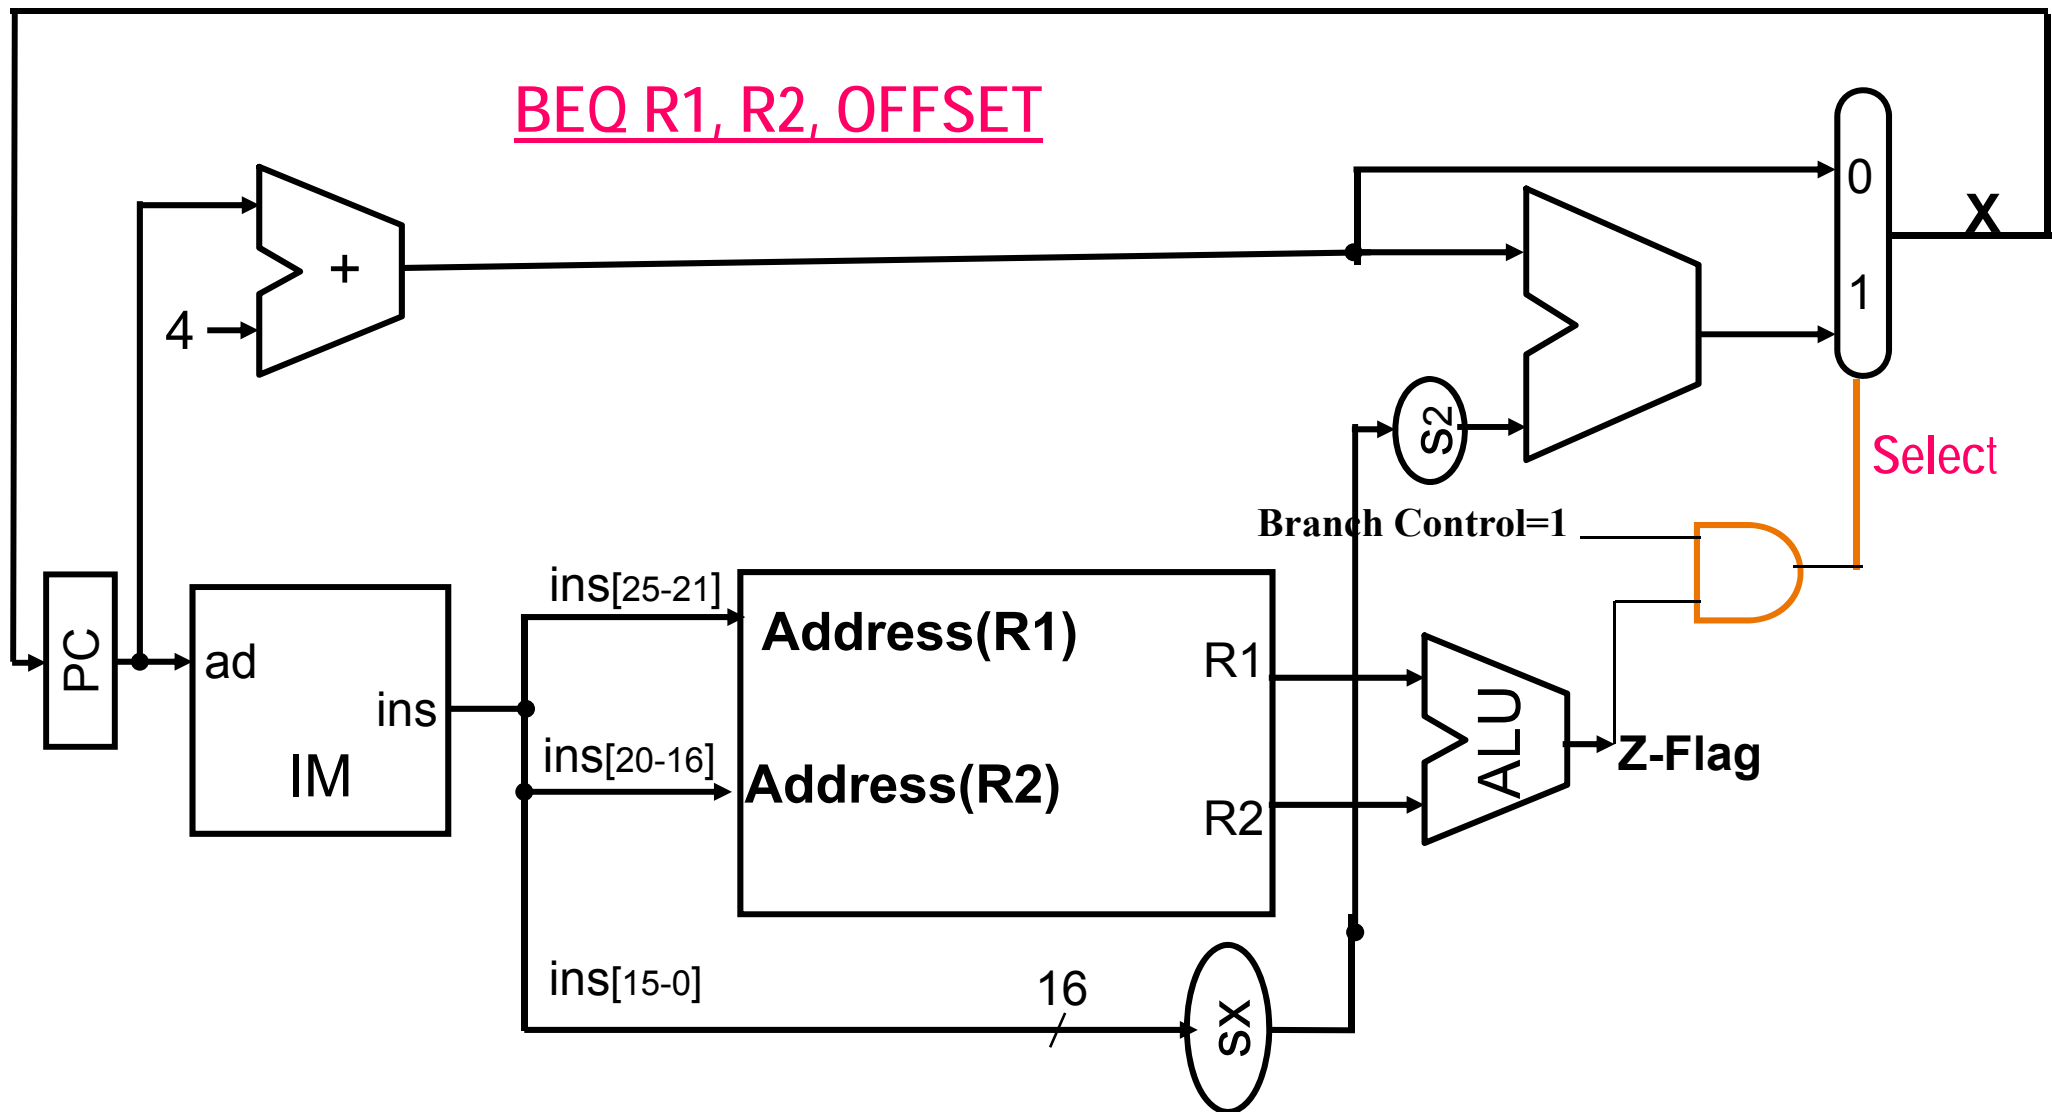 BEQ R1, R2, OFFSET
0
X
+
1
4
s2
Select
Branch Control=1
ins[25-21]
Address(R1)
PC
ad
R1
ins
ALU
ins[20-16]
Z-Flag
IM
Address(R2)
R2
ins[15-0]
16
sx